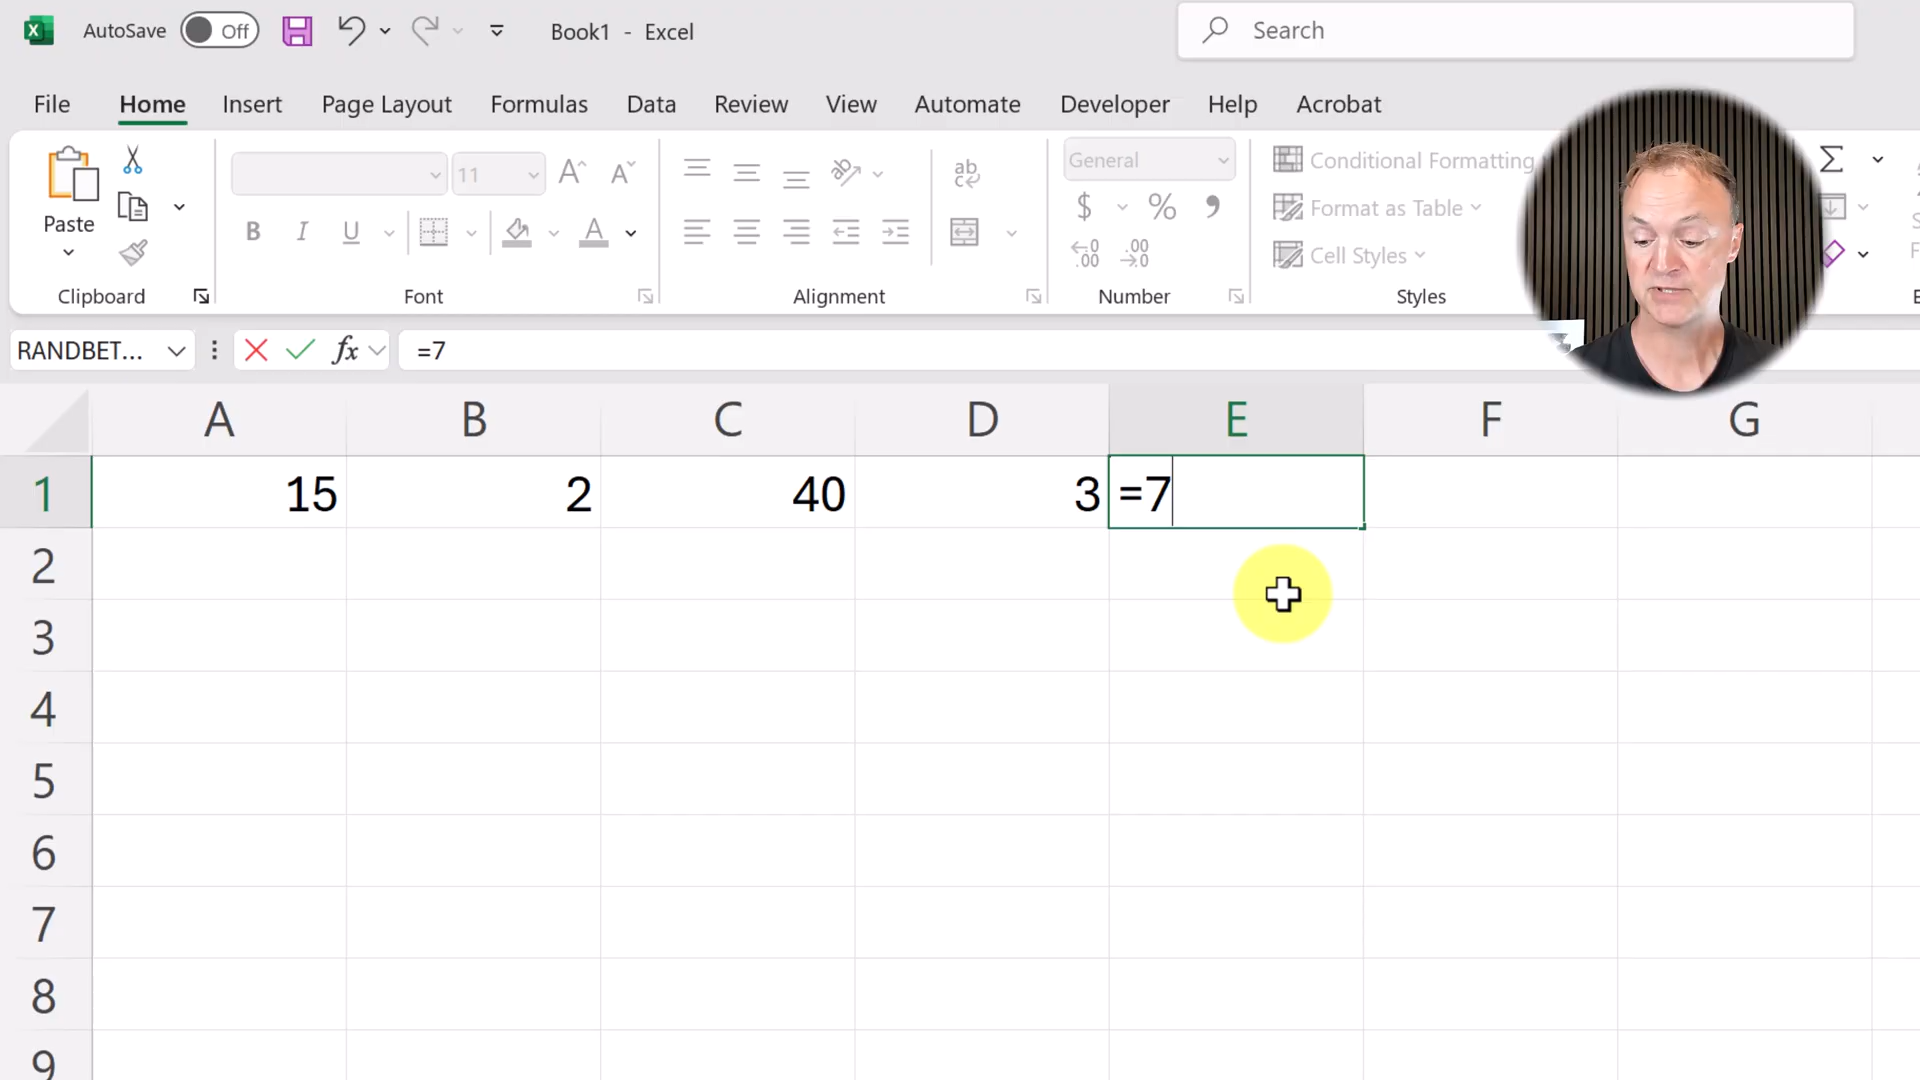 AutoSave Off Book1 - Excel Search
File Home Insert Page Layout Formulas Data Review View Automate Developer Help Acrobat
11 General Conditional Formatting
Paste B I U $ % Format as Table
Cell Styles
Clipboard Font Alignment Number Styles
RANDBET... fx =7
A B C D E F G
1 15 2 40 3 =7
2
3
4
5
6
7
8
9